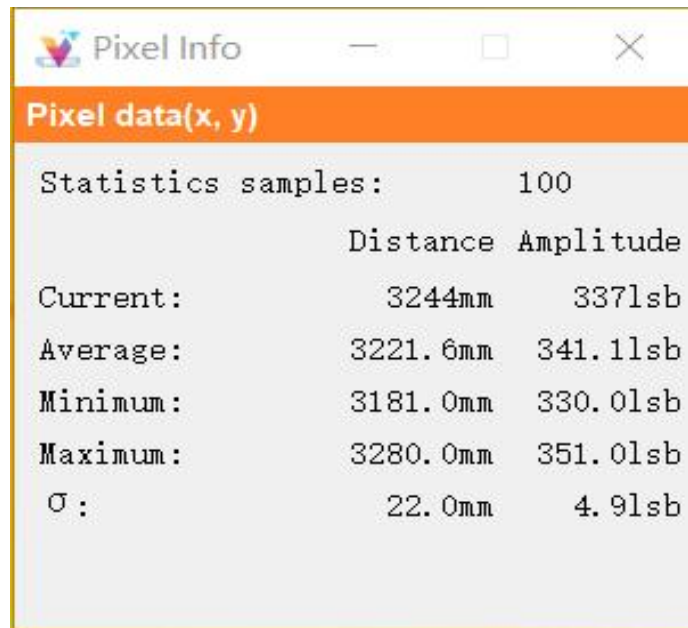 Pixel Info
Pixel data(x, y)
Statistics samples: 100
Distance Amplitude
Current: 3244mm 337lsb
Average: 3221.6mm 341.1lsb
Minimum: 3181.0mm 330.0lsb
Maximum: 3280.0mm 351.0lsb
σ: 22.0mm 4.9lsb